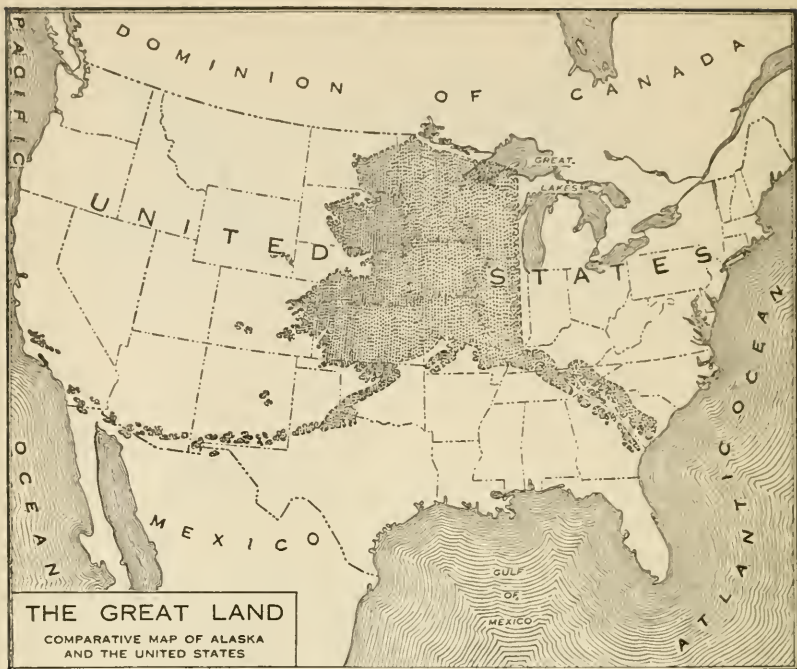 DOMINION OF CANADA
PACIFIC
OCEAN
UNITED STATES
GREAT
LAKES
MEXICO
GULF
OF
MEXICO
ATLANTIC OCEAN
THE GREAT LAND
COMPARATIVE MAP OF ALASKA
AND THE UNITED STATES